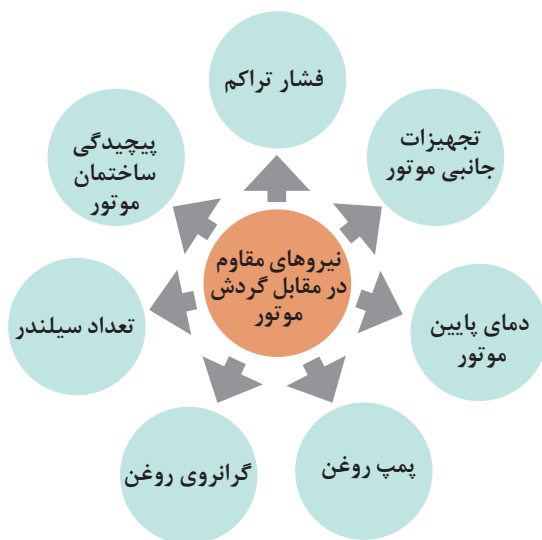 فشار تراکم
تجهیزات
جانبی موتور
دمای پایین
موتور
پمپ روغن
گرانروی روغن
تعداد سیلندر
پیچیدگی
ساختمان
موتور
نیروهای مقاوم
در مقابل گردش
موتور